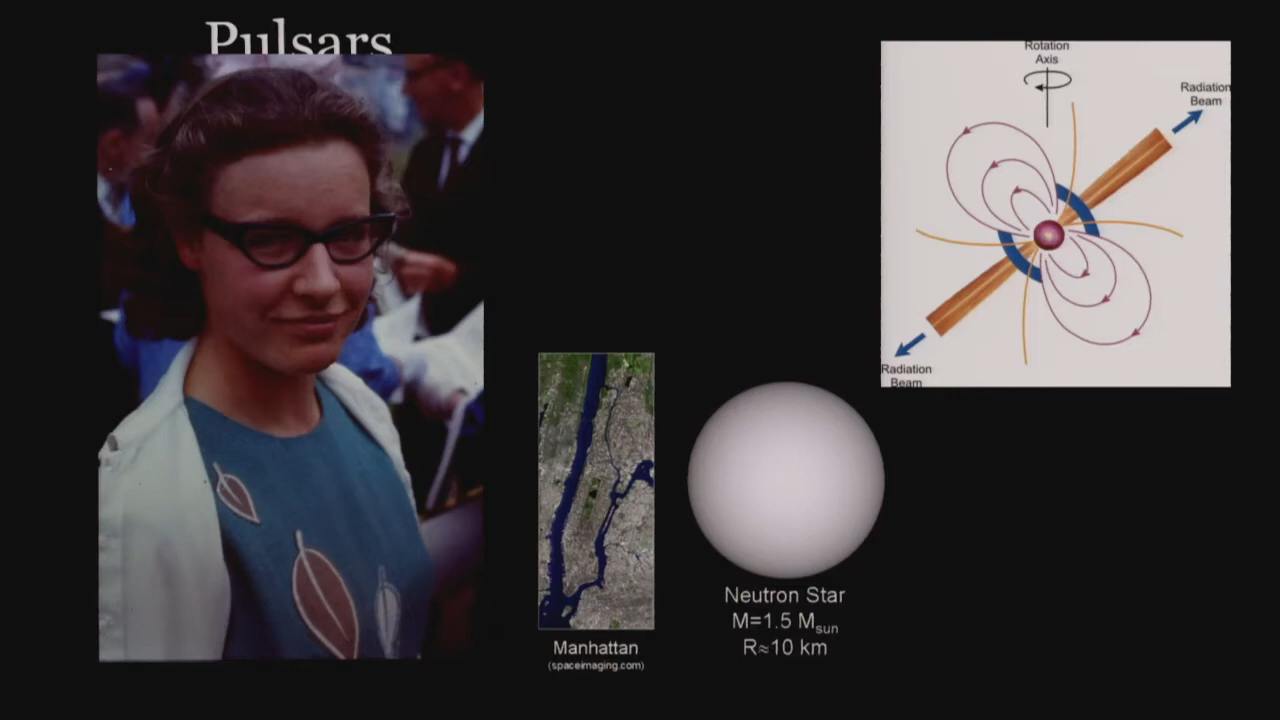 Pulsars
Rotation
Axis
Radiation
Beam
Radiation
Beam
Neutron Star
M=1.5 Msun
R≈10 km
Manhattan
(spaceimaging.com)